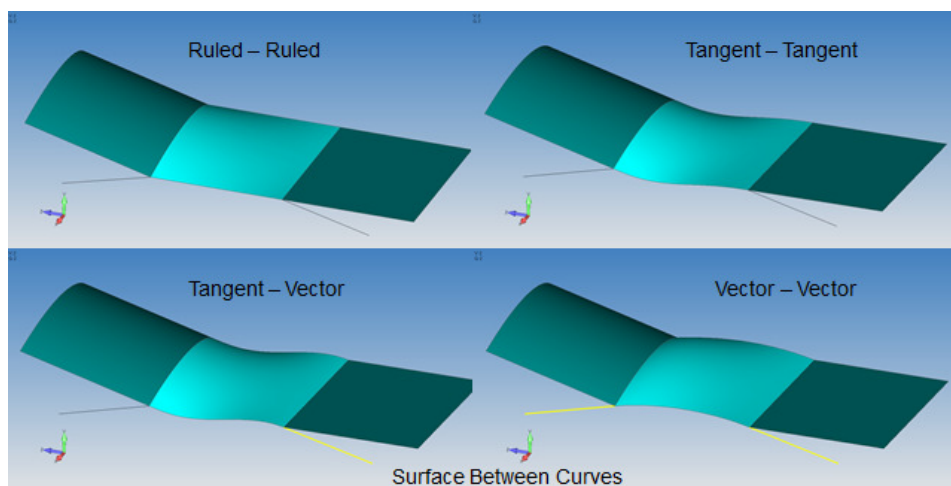 Ruled – Ruled
Tangent – Tangent
Tangent – Vector
Vector – Vector
Surface Between Curves